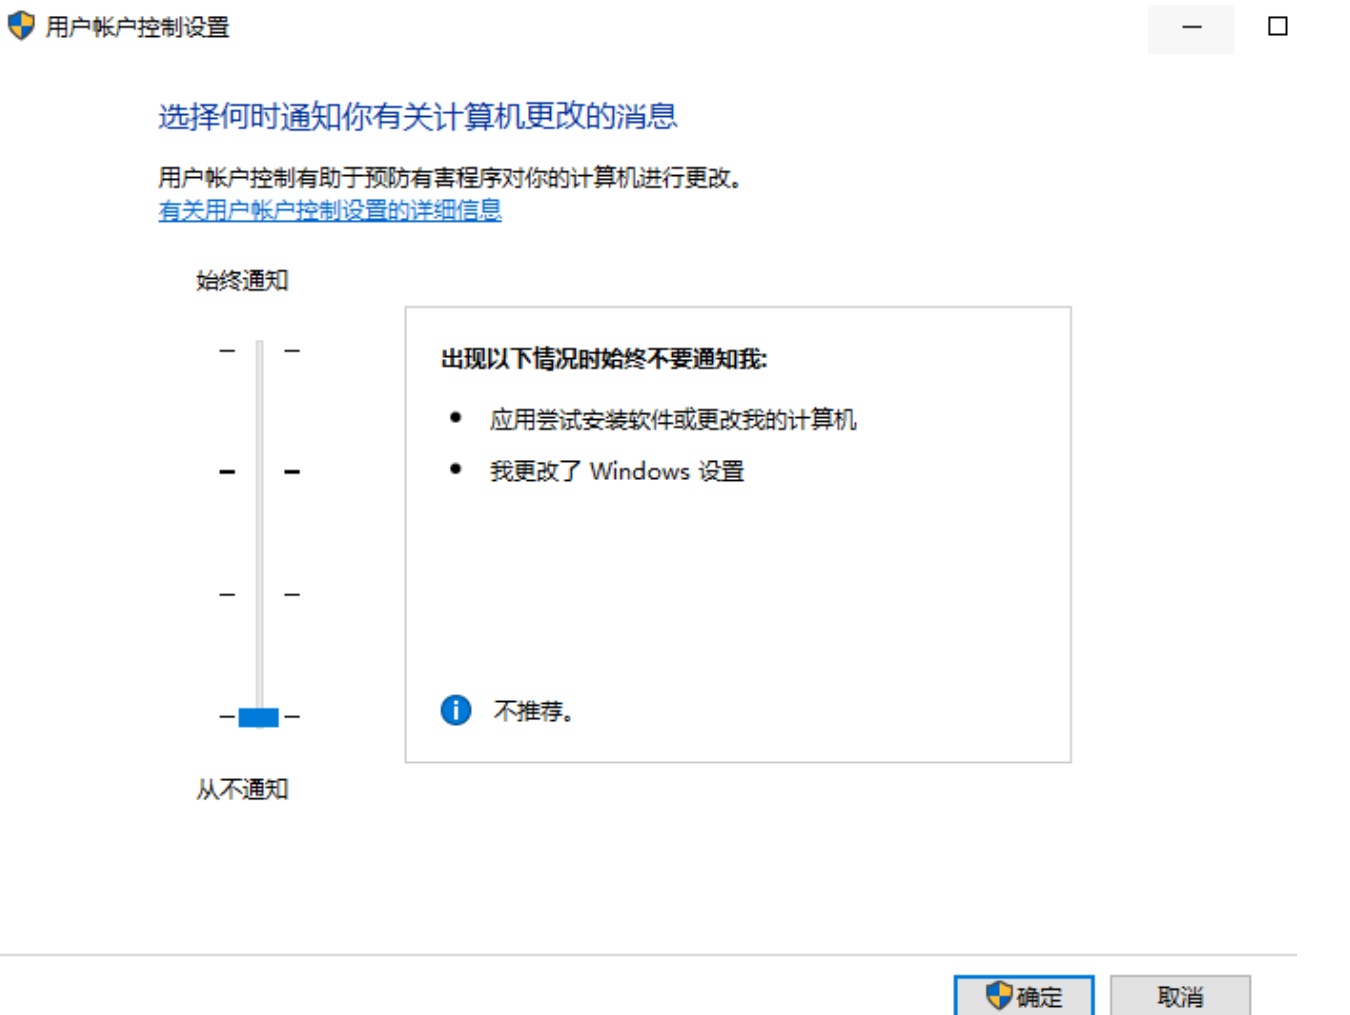 用户帐户控制设置
选择何时通知你有关计算机更改的消息
用户帐户控制有助于预防有害程序对你的计算机进行更改。
有关用户帐户控制设置的详细信息
始终通知
出现以下情况时始终不要通知我:
● 应用尝试安装软件或更改我的计算机
● 我更改了 Windows 设置
不推荐。
从不通知
确定
取消